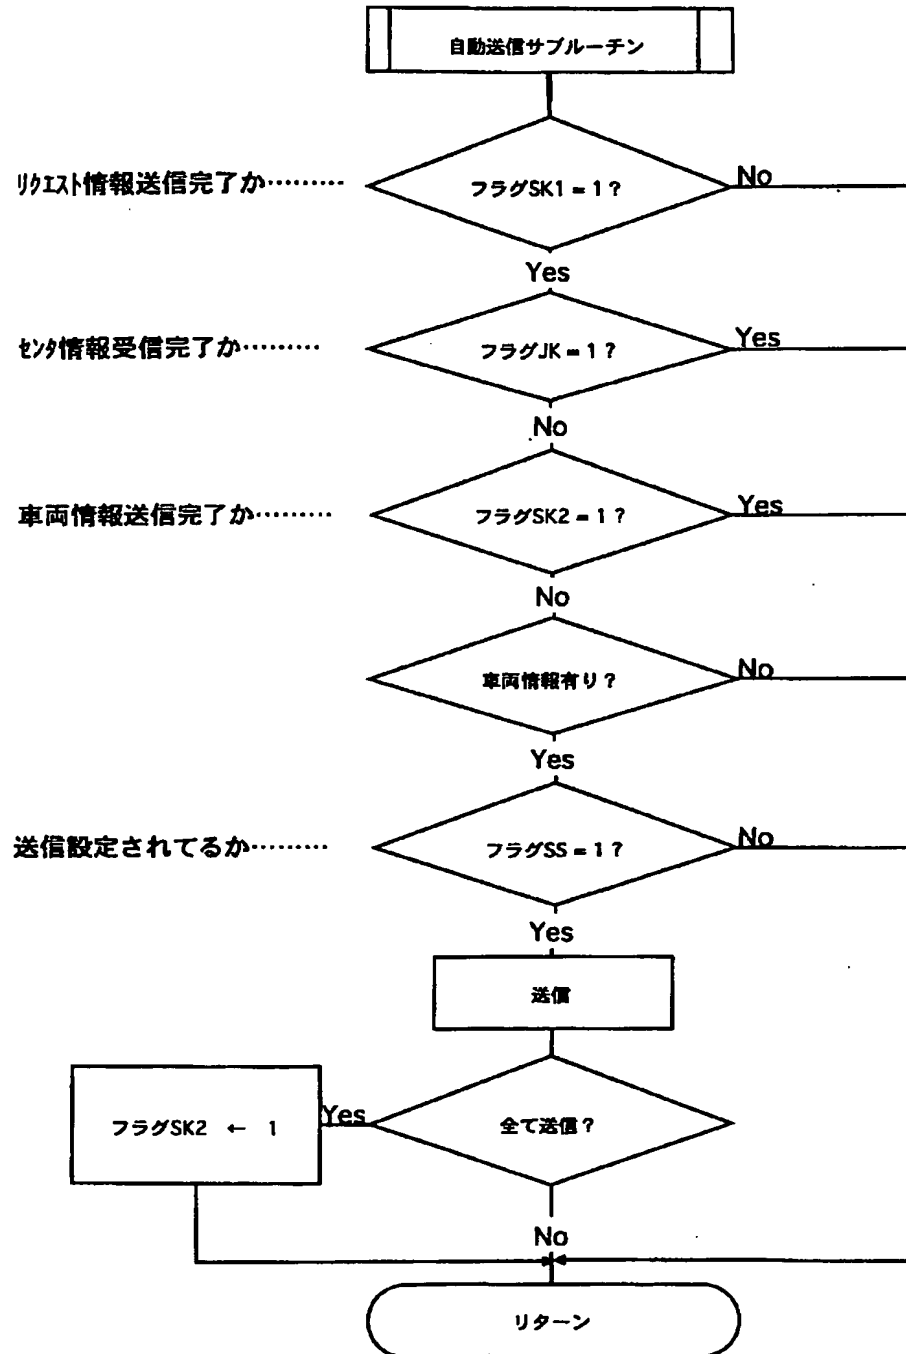 自動送信サブルーチン
リクエスト情報送信完了か………
フラグSK1 = 1?
No
Yes
センタ情報受信完了か………
フラグJK = 1?
Yes
No
車両情報送信完了か………
フラグSK2 = 1?
Yes
No
車両情報有り?
No
Yes
送信設定されてるか………
フラグSS = 1?
No
Yes
送信
フラグSK2 ← 1
Yes
全て送信?
No
リターン